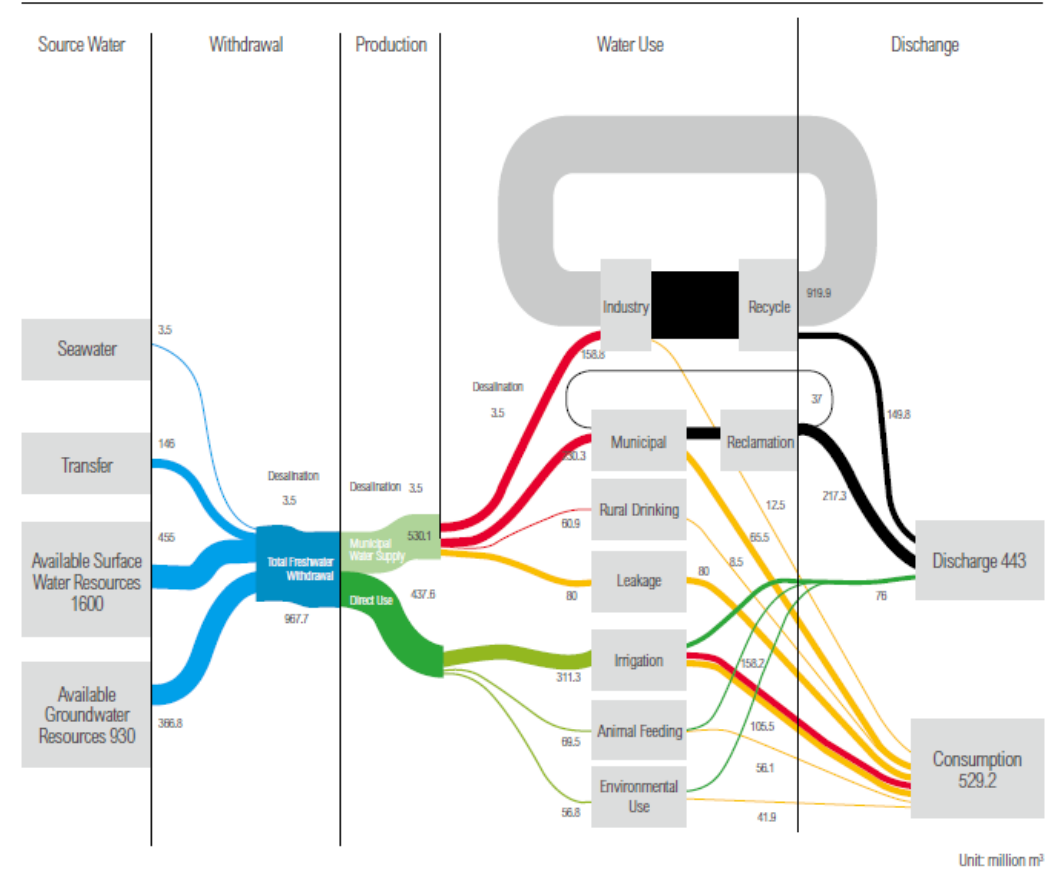 Source Water
Withdrawal
Production
Water Use
Dischange
Industry
Recycle
919.9
Seawater
3.5
158.8
Desalination
3.5
37
149.8
Transfer
146
Municipal
Reclamation
Desalination
3.5
Desalination 3.5
217.3
12.5
Available Surface
Water Resources
1600
455
Rural Drinking
60.9
530.1
Municipal
Water Supply
65.5
8.5
Total Freshwater
Withdrawal
967.7
Direct Use
437.6
Leakage
80
80
Discharge 443
76
Available
Groundwater
Resources 930
366.8
Irrigation
311.3
158.2
Animal Feeding
69.5
105.5
56.1
Environmental
Use
56.8
41.9
Consumption
529.2
Unit: million m³